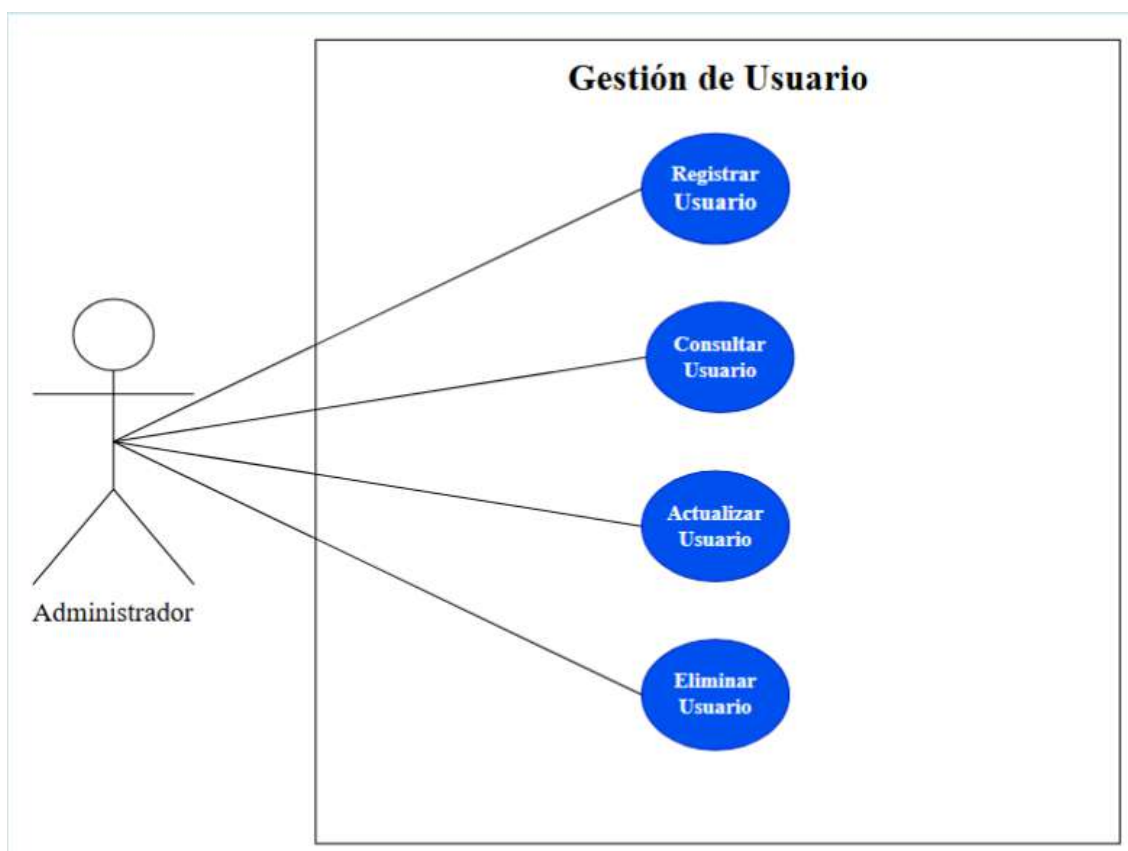 Gestión de Usuario
Registrar
Usuario
Consultar
Usuario
Actualizar
Usuario
Eliminar
Usuario
Administrador